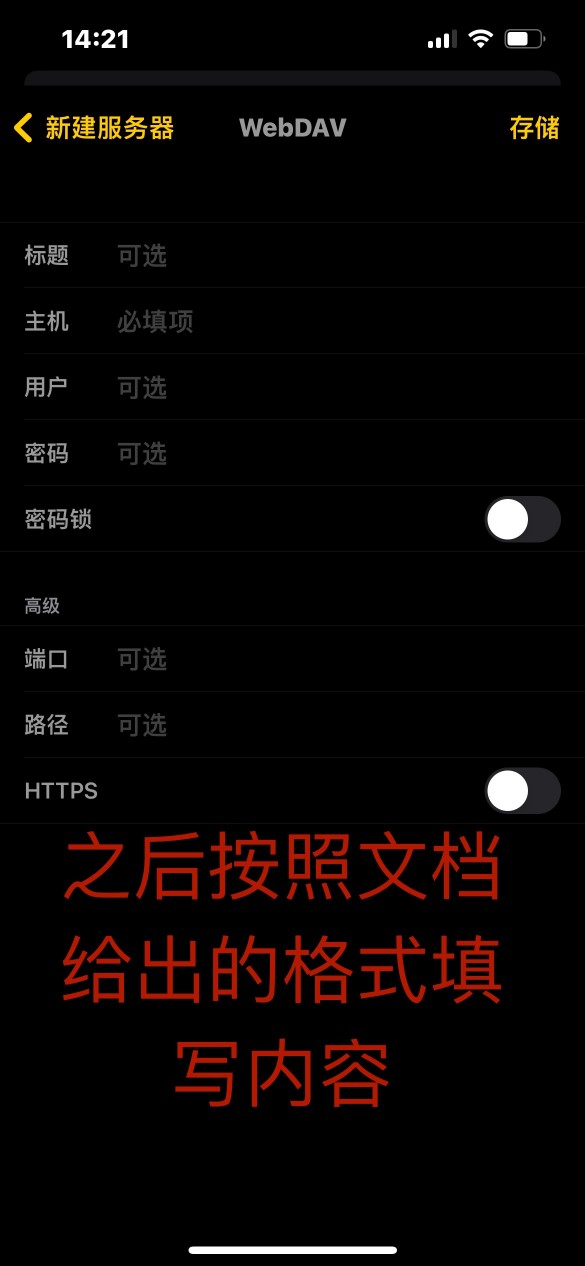 14:21
新建服务器 WebDAV 存储
标题 可选
主机 必填项
用户 可选
密码 可选
密码锁
高级
端口 可选
路径 可选
HTTPS
之后按照文档
给出的格式填
写内容